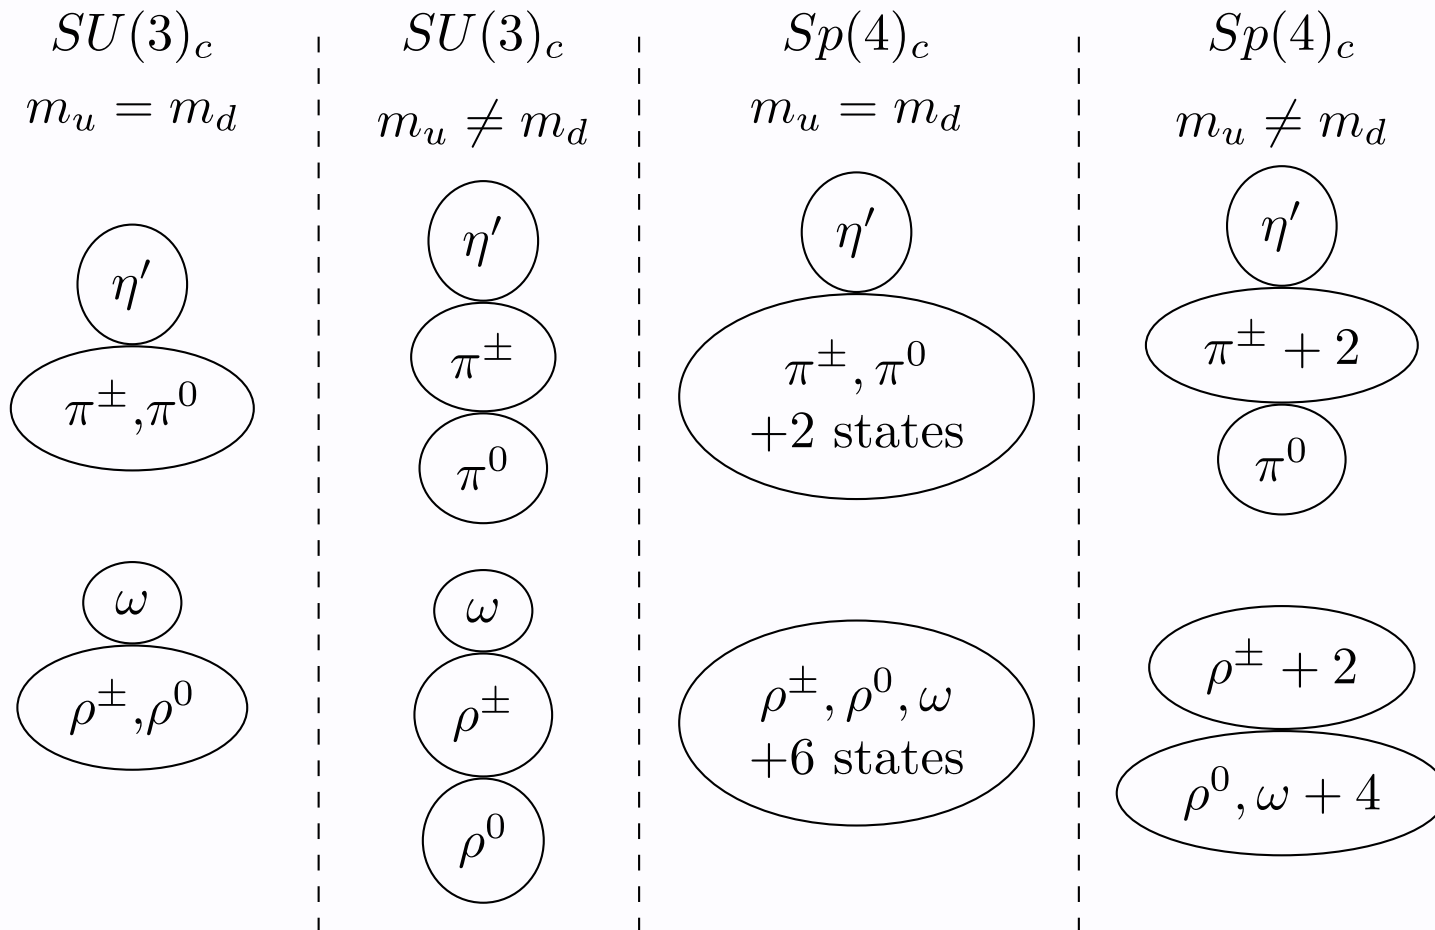 SU(3)_c
m_u = m_d
η′
π^±,π^0
ω
ρ^±,ρ^0
SU(3)_c
m_u ≠ m_d
η′
π^±
π^0
ω
ρ^±
ρ^0
Sp(4)_c
m_u = m_d
η′
π^±, π^0
+2 states
ρ^±, ρ^0, ω
+6 states
Sp(4)_c
m_u ≠ m_d
η′
π^± + 2
π^0
ρ^± + 2
ρ^0, ω + 4